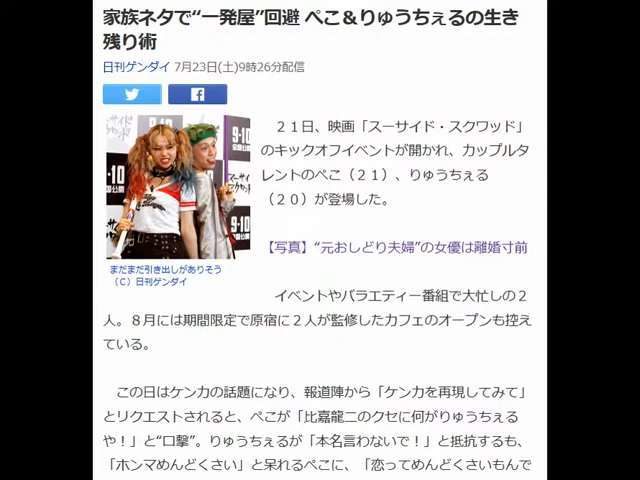 家族ネタで“一発屋”回避 ぺこ＆りゅうちぇるの生き
残り術
日刊ゲンダイ 7月23日(土)9時26分配信
２１日、映画「スーサイド・スクワッド」
のキックオフイベントが開かれ、カップルタ
レントのぺこ（２１）、りゅうちぇる
（２０）が登場した。
【写真】“元おしどり夫婦”の女優は離婚寸前
まだまだ引き出しがありそう
（Ｃ）日刊ゲンダイ
イベントやバラエティー番組で大忙しの２
人。８月には期間限定で原宿に２人が監修したカフェのオープンも控え
ている。
この日はケンカの話題になり、報道陣から「ケンカを再現してみて」
とリクエストされると、ぺこが「比嘉龍二のクセに何がりゅうちぇる
や！」と“口撃”。りゅうちぇるが「本名言わないで！」と抵抗するも、
「ホンマめんどくさい」と呆れるぺこに、「恋ってめんどくさいもんで